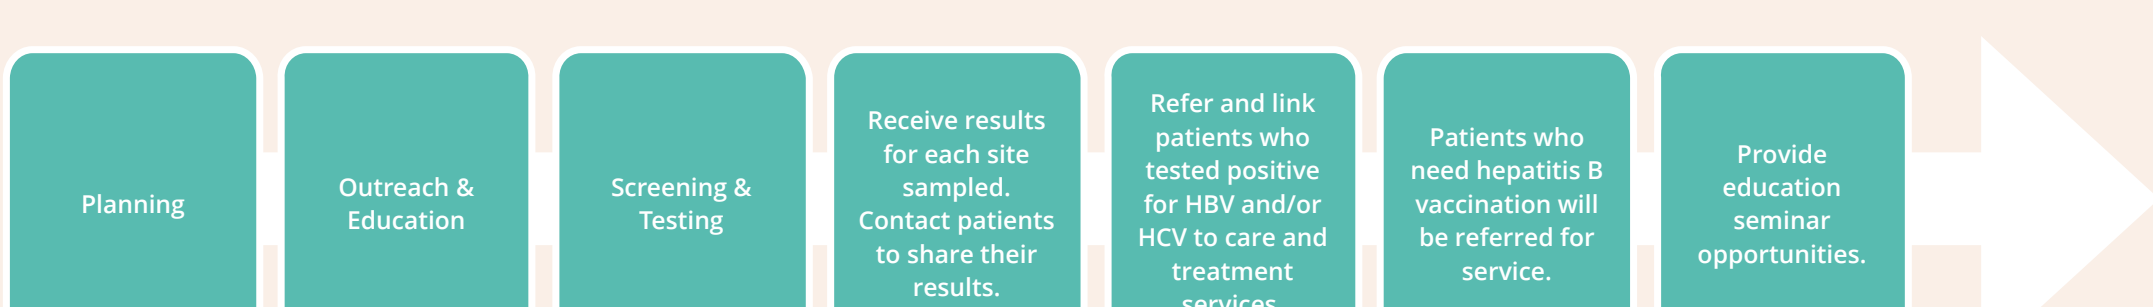 Planning
Outreach &
Education
Screening &
Testing
Receive results
for each site
sampled.
Contact patients
to share their
results.
Refer and link
patients who
tested positive
for HBV and/or
HCV to care and
treatment
services
Patients who
need hepatitis B
vaccination will
be referred for
service.
Provide
education
seminar
opportunities.